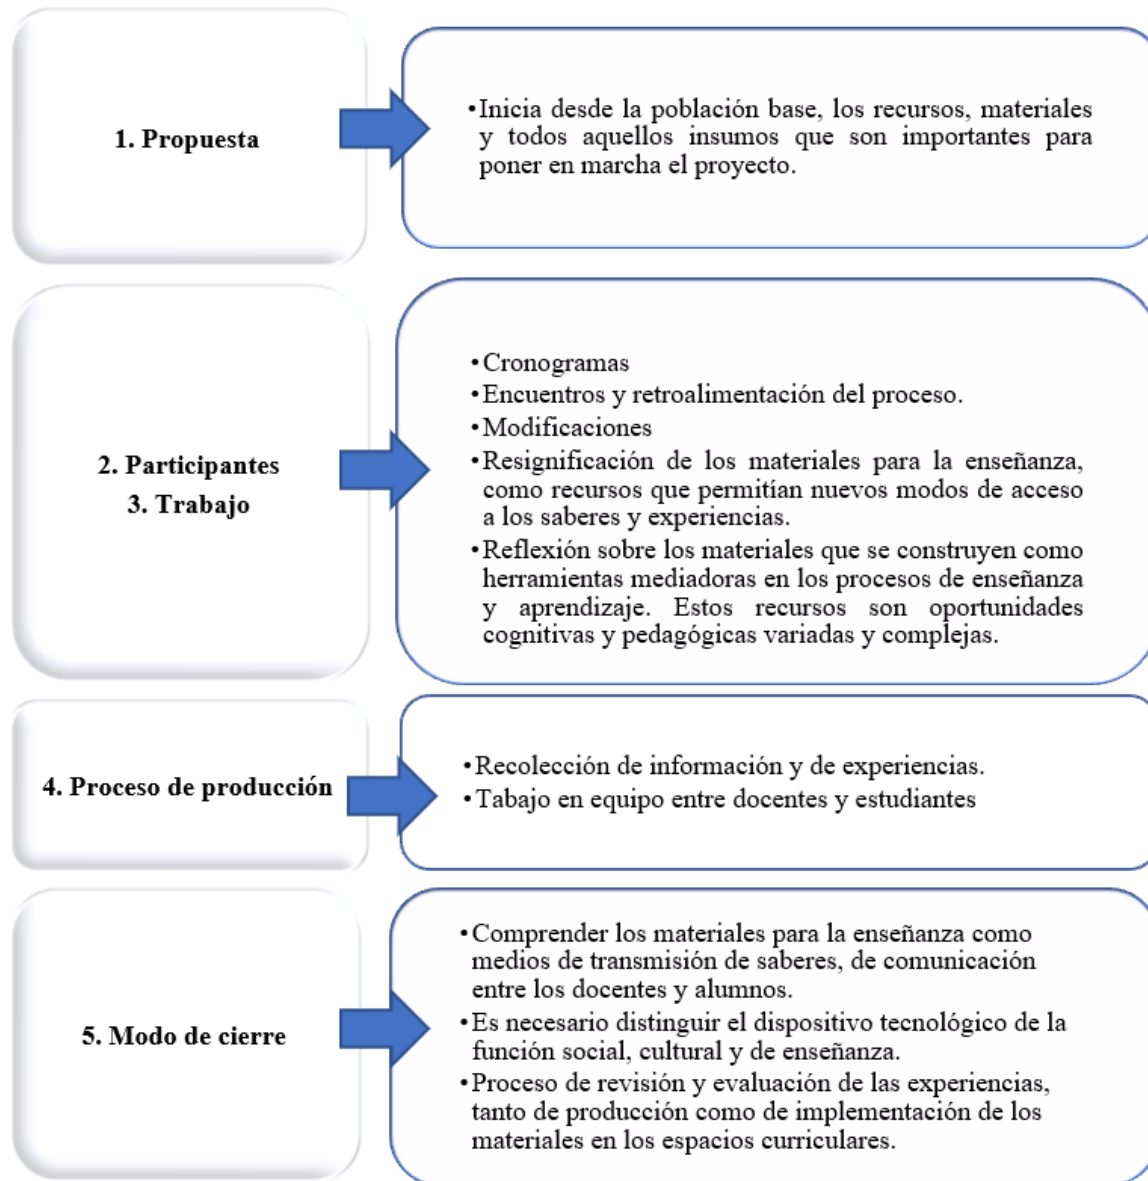 1. Propuesta
•Inicia desde la población base, los recursos, materiales
y todos aquellos insumos que son importantes para
poner en marcha el proyecto.
2. Participantes
3. Trabajo
•Cronogramas
•Encuentros y retroalimentación del proceso.
•Modificaciones
•Resignificación de los materiales para la enseñanza,
como recursos que permitían nuevos modos de acceso
a los saberes y experiencias.
•Reflexión sobre los materiales que se construyen como
herramientas mediadoras en los procesos de enseñanza
y aprendizaje. Estos recursos son oportunidades
cognitivas y pedagógicas variadas y complejas.
4. Proceso de producción
•Recolección de información y de experiencias.
•Tabajo en equipo entre docentes y estudiantes
5. Modo de cierre
•Comprender los materiales para la enseñanza como
medios de transmisión de saberes, de comunicación
entre los docentes y alumnos.
•Es necesario distinguir el dispositivo tecnológico de la
función social, cultural y de enseñanza.
•Proceso de revisión y evaluación de las experiencias,
tanto de producción como de implementación de los
materiales en los espacios curriculares.